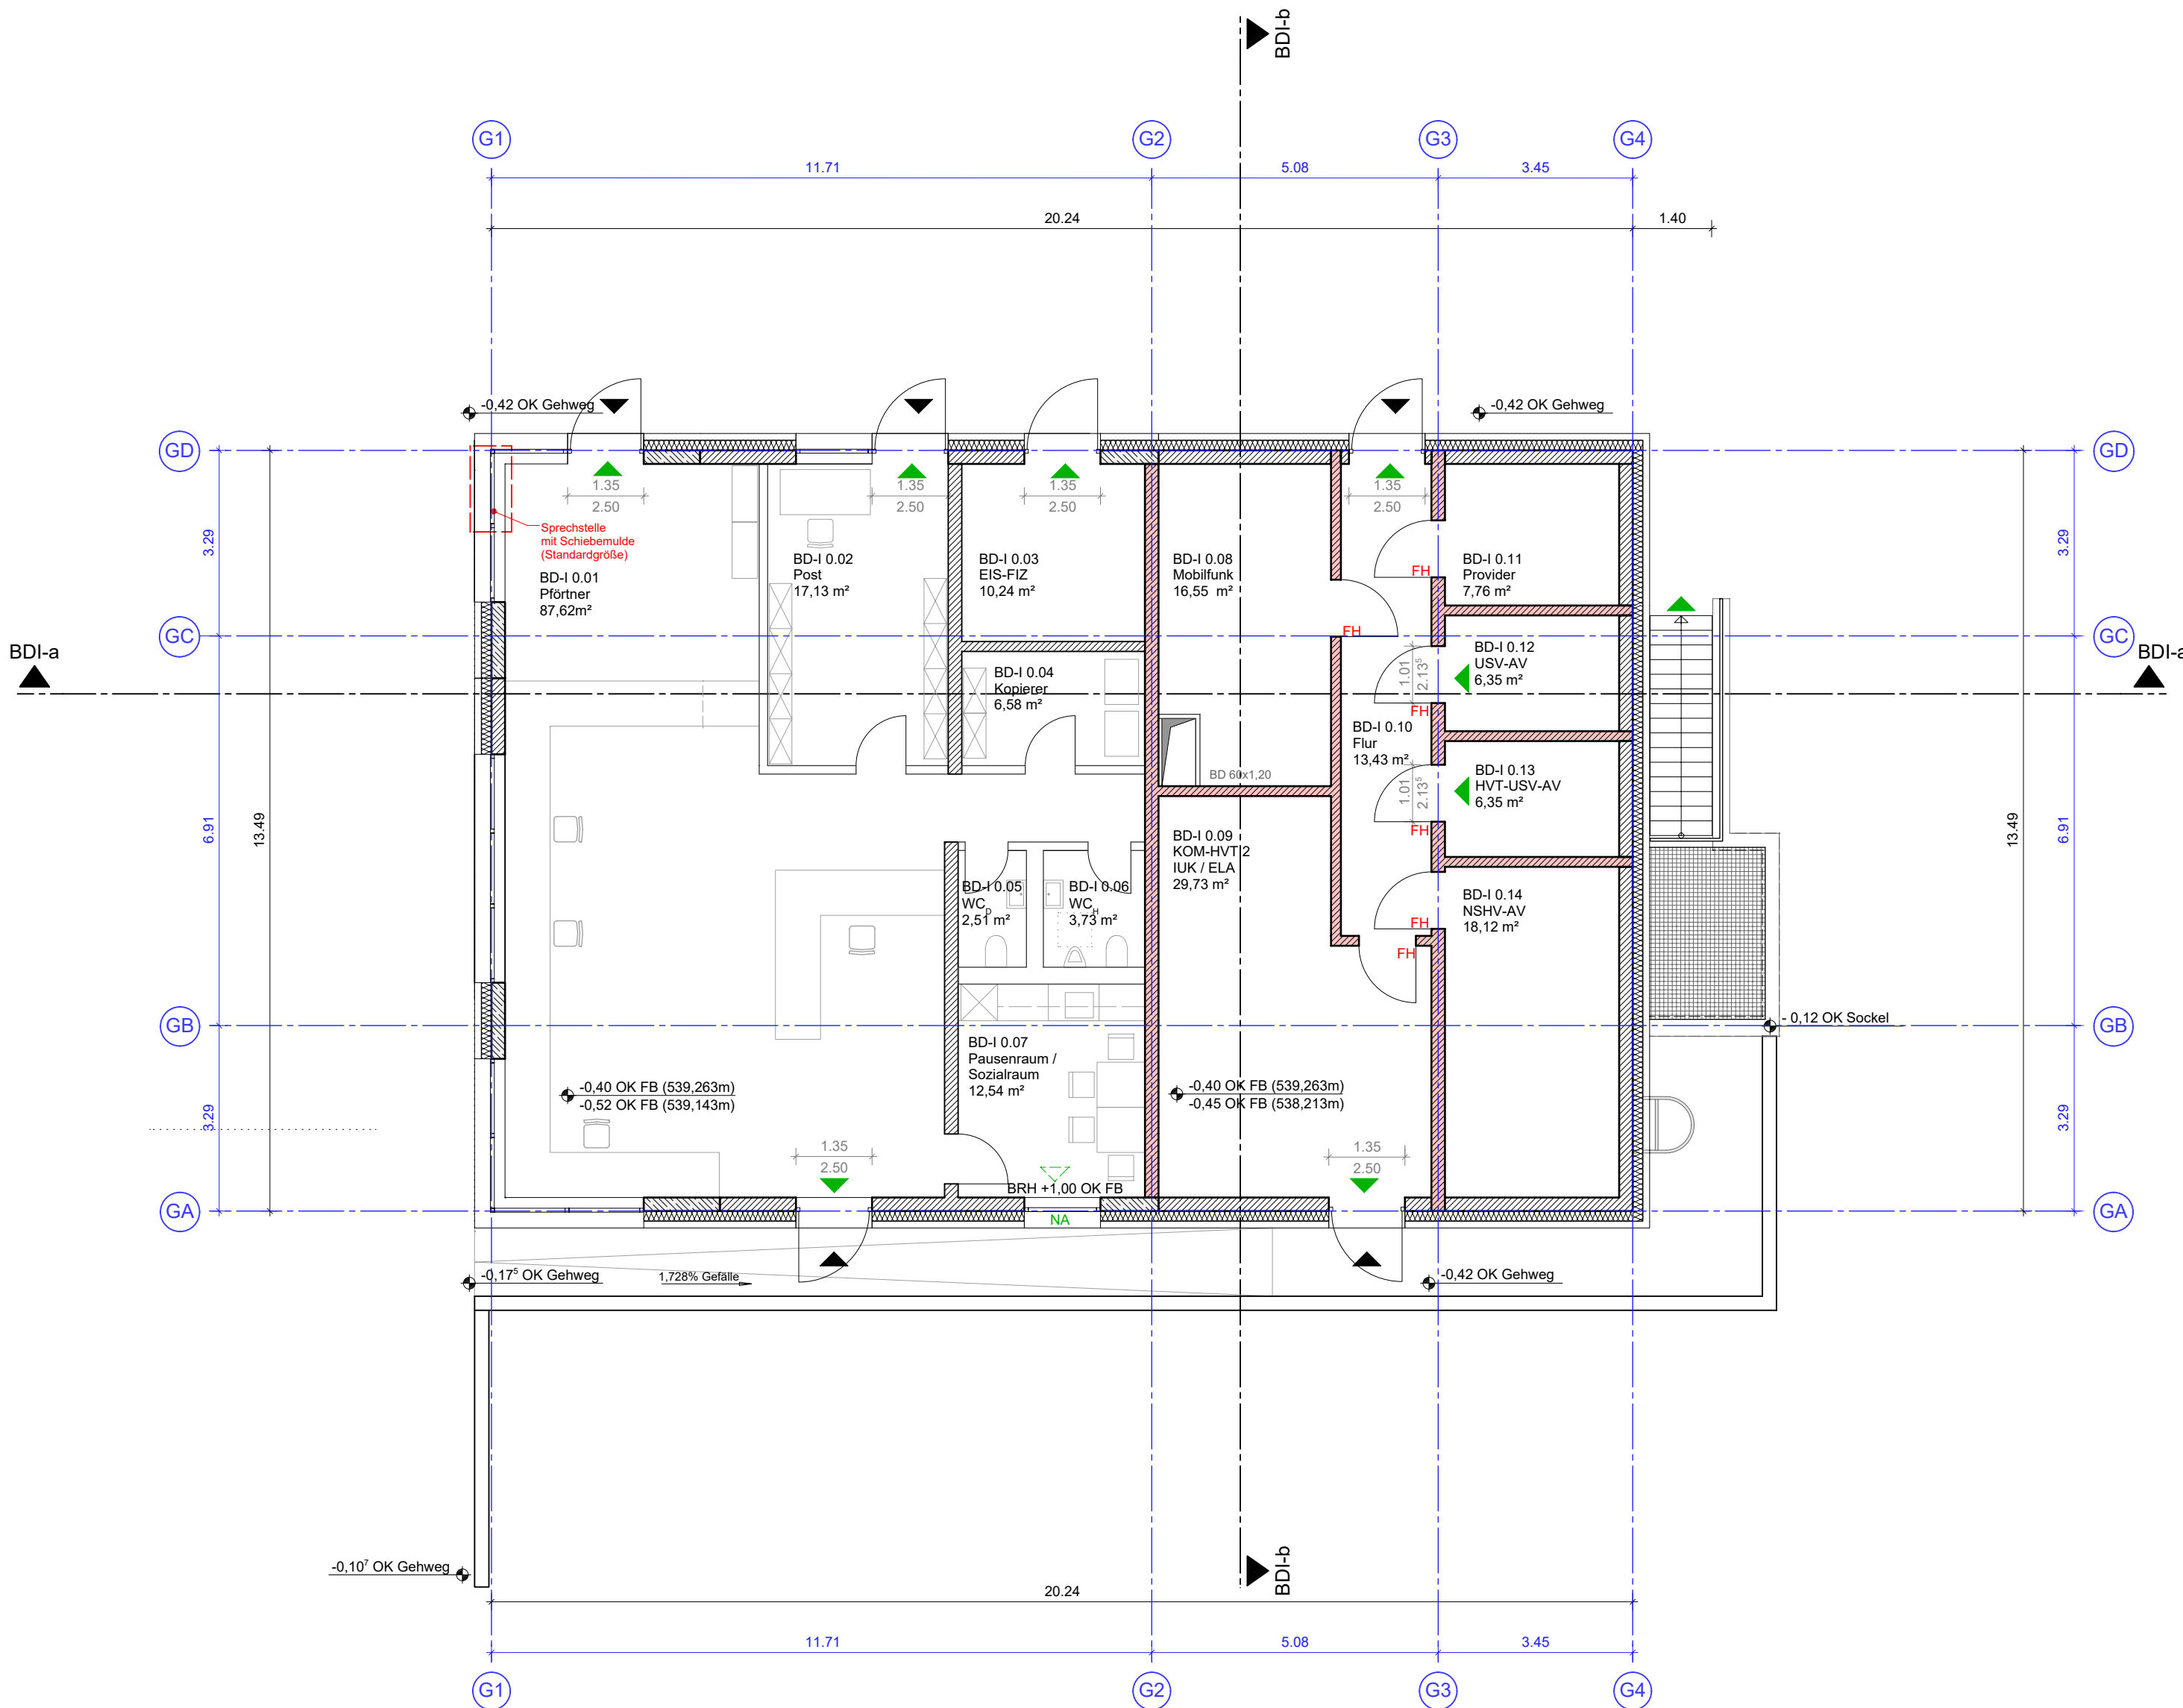 BDI-b
G1
G2
G3
G4
11.71
5.08
3.45
20.24
1.40
-0,42 OK Gehweg
-0,42 OK Gehweg
GD
GD
1.35
2.50
1.35
2.50
1.35
2.50
1.35
2.50
Sprechstelle
mit Schiebemulde
(Standardgröße)
3.29
3.29
BD-I 0.01
Pförtner
87,62m²
BD-I 0.02
Post
17,13 m²
BD-I 0.03
EIS-FIZ
10,24 m²
BD-I 0.08
Mobilfunk
16,55 m²
BD-I 0.11
Provider
7,76 m²
FH
FH
GC
GC
BDI-a
BDI-a
BD-I 0.04
Kopierer
6,58 m²
BD-I 0.12
USV-AV
6,35 m²
1.01
2.13⁵
FH
BD-I 0.10
Flur
13,43 m²
BD 60x1,20
BD-I 0.13
HVT-USV-AV
6,35 m²
1.01
2.13⁵
FH
6.91
13.49
13.49
6.91
BD-I 0.09
KOM-HVT 2
IUK / ELA
29,73 m²
BD-I 0.05
WC D
2,51 m²
BD-I 0.06
WC H
3,73 m²
BD-I 0.14
NSHV-AV
18,12 m²
FH
FH
GB
GB
- 0,12 OK Sockel
BD-I 0.07
Pausenraum /
Sozialraum
12,54 m²
-0,40 OK FB (539,263m)
-0,52 OK FB (539,143m)
-0,40 OK FB (539,263m)
-0,45 OK FB (538,213m)
3.29
3.29
1.35
2.50
1.35
2.50
BRH +1,00 OK FB
NA
GA
GA
-0,17⁵ OK Gehweg
1,728% Gefälle
-0,42 OK Gehweg
-0,10⁷ OK Gehweg
BDI-b
20.24
11.71
5.08
3.45
G1
G2
G3
G4